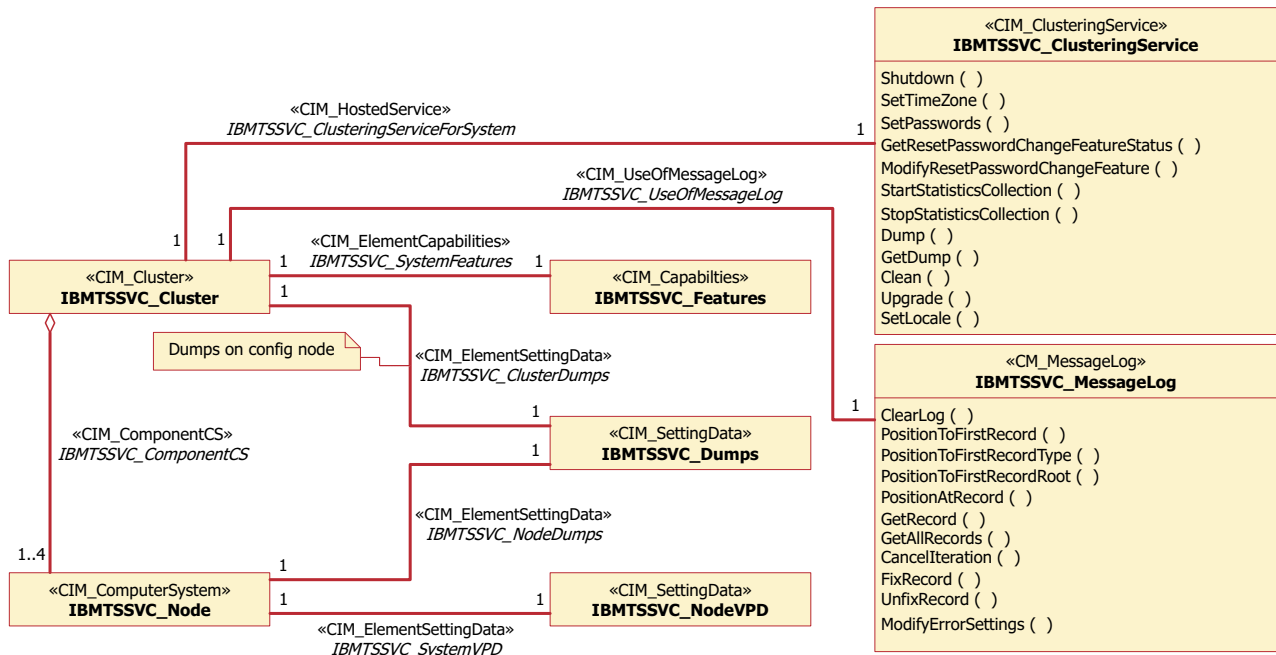 «CIM_ClusteringService»
IBMTSSVC_ClusteringService
Shutdown ( )
SetTimeZone ( )
SetPasswords ( )
GetResetPasswordChangeFeatureStatus ( )
ModifyResetPasswordChangeFeature ( )
StartStatisticsCollection ( )
StopStatisticsCollection ( )
Dump ( )
GetDump ( )
Clean ( )
Upgrade ( )
SetLocale ( )
«CIM_HostedService»
IBMTSSVC_ClusteringServiceForSystem
1
1
«CIM_UseOfMessageLog»
IBMTSSVC_UseOfMessageLog
1
1
«CIM_ElementCapabilities»
IBMTSSVC_SystemFeatures
1
1
«CIM_Cluster»
IBMTSSVC_Cluster
«CIM_Capabilties»
IBMTSSVC_Features
1
Dumps on config node
«CIM_ElementSettingData»
IBMTSSVC_ClusterDumps
1
«CM_MessageLog»
IBMTSSVC_MessageLog
ClearLog ( )
PositionToFirstRecord ( )
PositionToFirstRecordType ( )
PositionToFirstRecordRoot ( )
PositionAtRecord ( )
GetRecord ( )
GetAllRecords ( )
CancelIteration ( )
FixRecord ( )
UnfixRecord ( )
ModifyErrorSettings ( )
«CIM_ComponentCS»
IBMTSSVC_ComponentCS
«CIM_SettingData»
IBMTSSVC_Dumps
1
«CIM_ElementSettingData»
IBMTSSVC_NodeDumps
1..4
1
«CIM_ComputerSystem»
IBMTSSVC_Node
1
1
«CIM_SettingData»
IBMTSSVC_NodeVPD
«CIM_ElementSettingData»
IBMTSSVC_SystemVPD